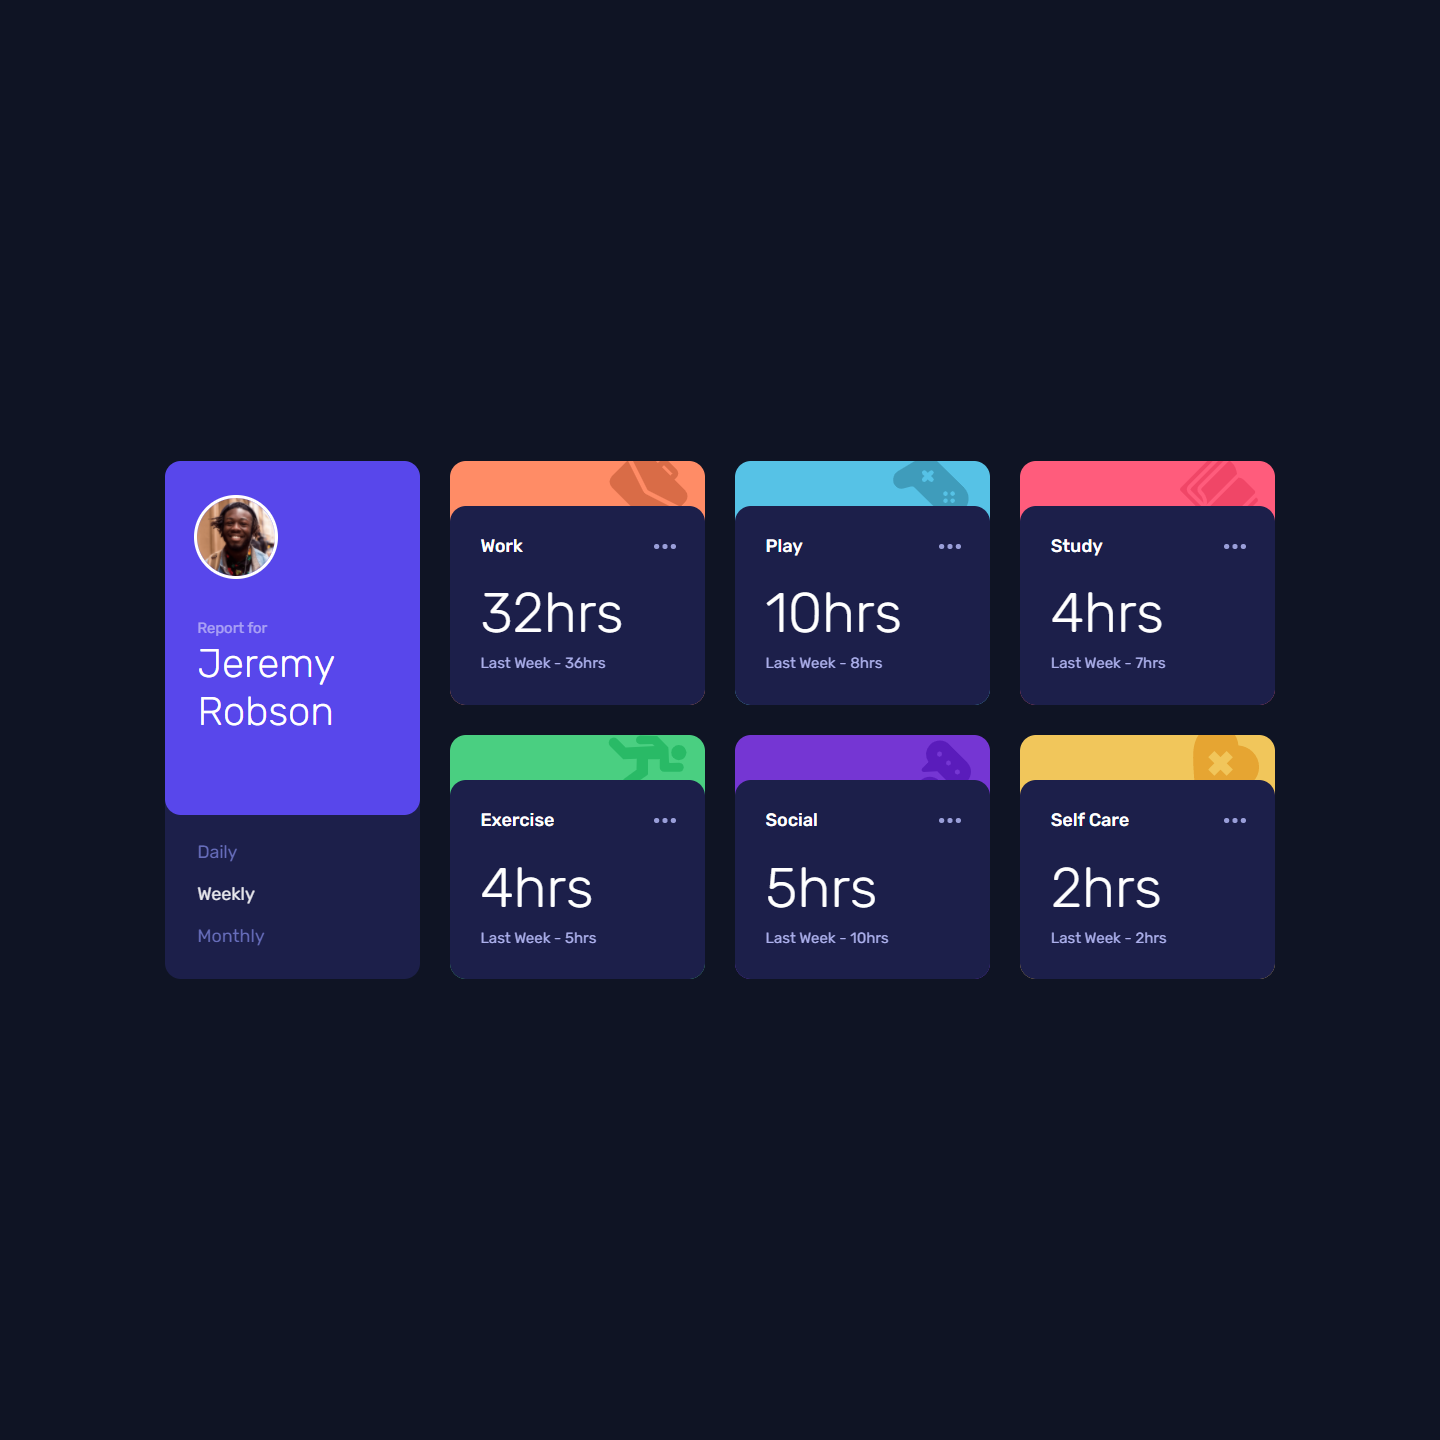 Report for
Jeremy
Robson
Daily
Weekly
Monthly
Work
32hrs
Last Week - 36hrs
Play
10hrs
Last Week - 8hrs
Study
4hrs
Last Week - 7hrs
Exercise
4hrs
Last Week - 5hrs
Social
5hrs
Last Week - 10hrs
Self Care
2hrs
Last Week - 2hrs